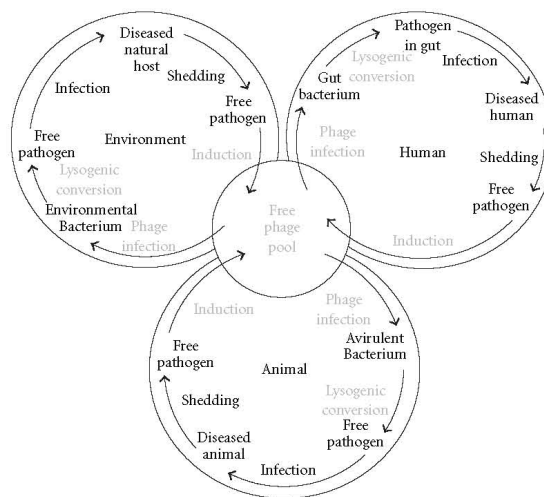 Diseased
natural
host
Shedding
Free
pathogen
Infection
Environment
Induction
Free
pathogen
Lysogenic
conversion
Environmental
Bacterium
Phage
infection
Pathogen
in gut
Lysogenic
conversion
Infection
Gut
bacterium
Diseased
human
Phage
infection
Human
Shedding
Free
pathogen
Induction
Free
phage
pool
Induction
Phage
infection
Avirulent
Bacterium
Free
pathogen
Animal
Shedding
Lysogenic
conversion
Free
pathogen
Diseased
animal
Infection